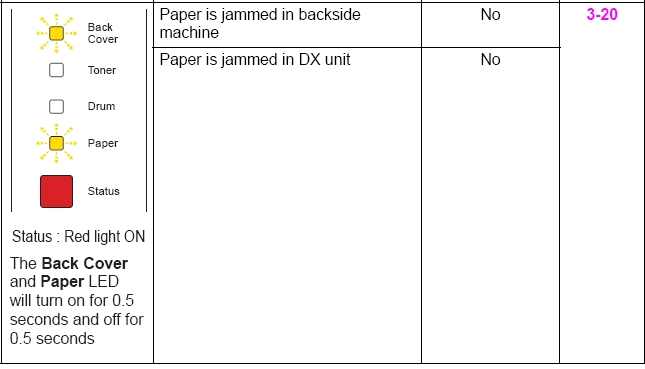 Back
Cover
Toner
Drum
Paper
Status
Status : Red light ON
The Back Cover
and Paper LED
will turn on for 0.5
seconds and off for
0.5 seconds
Paper is jammed in backside
machine
No
3-20
Paper is jammed in DX unit
No